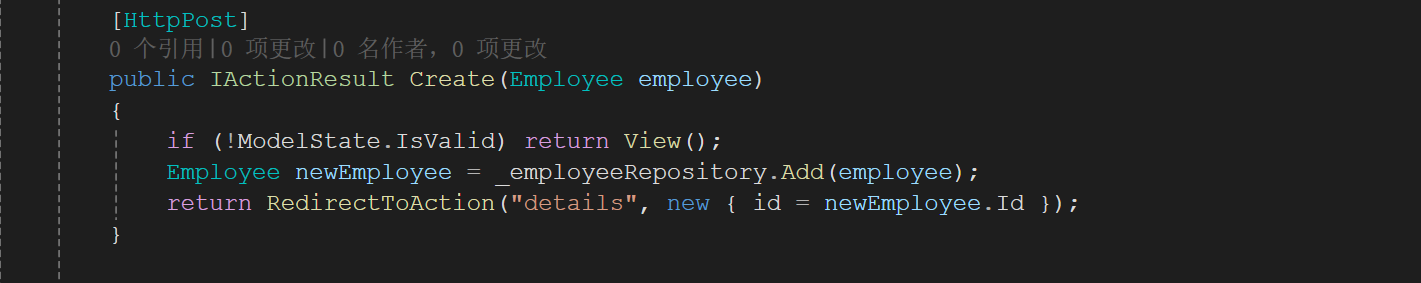 [HttpPost]
0 个引用|0 项更改|0 名作者，0 项更改
public IActionResult Create(Employee employee)
{
if (!ModelState.IsValid) return View();
Employee newEmployee = _employeeRepository.Add(employee);
return RedirectToAction("details", new { id = newEmployee.Id });
}